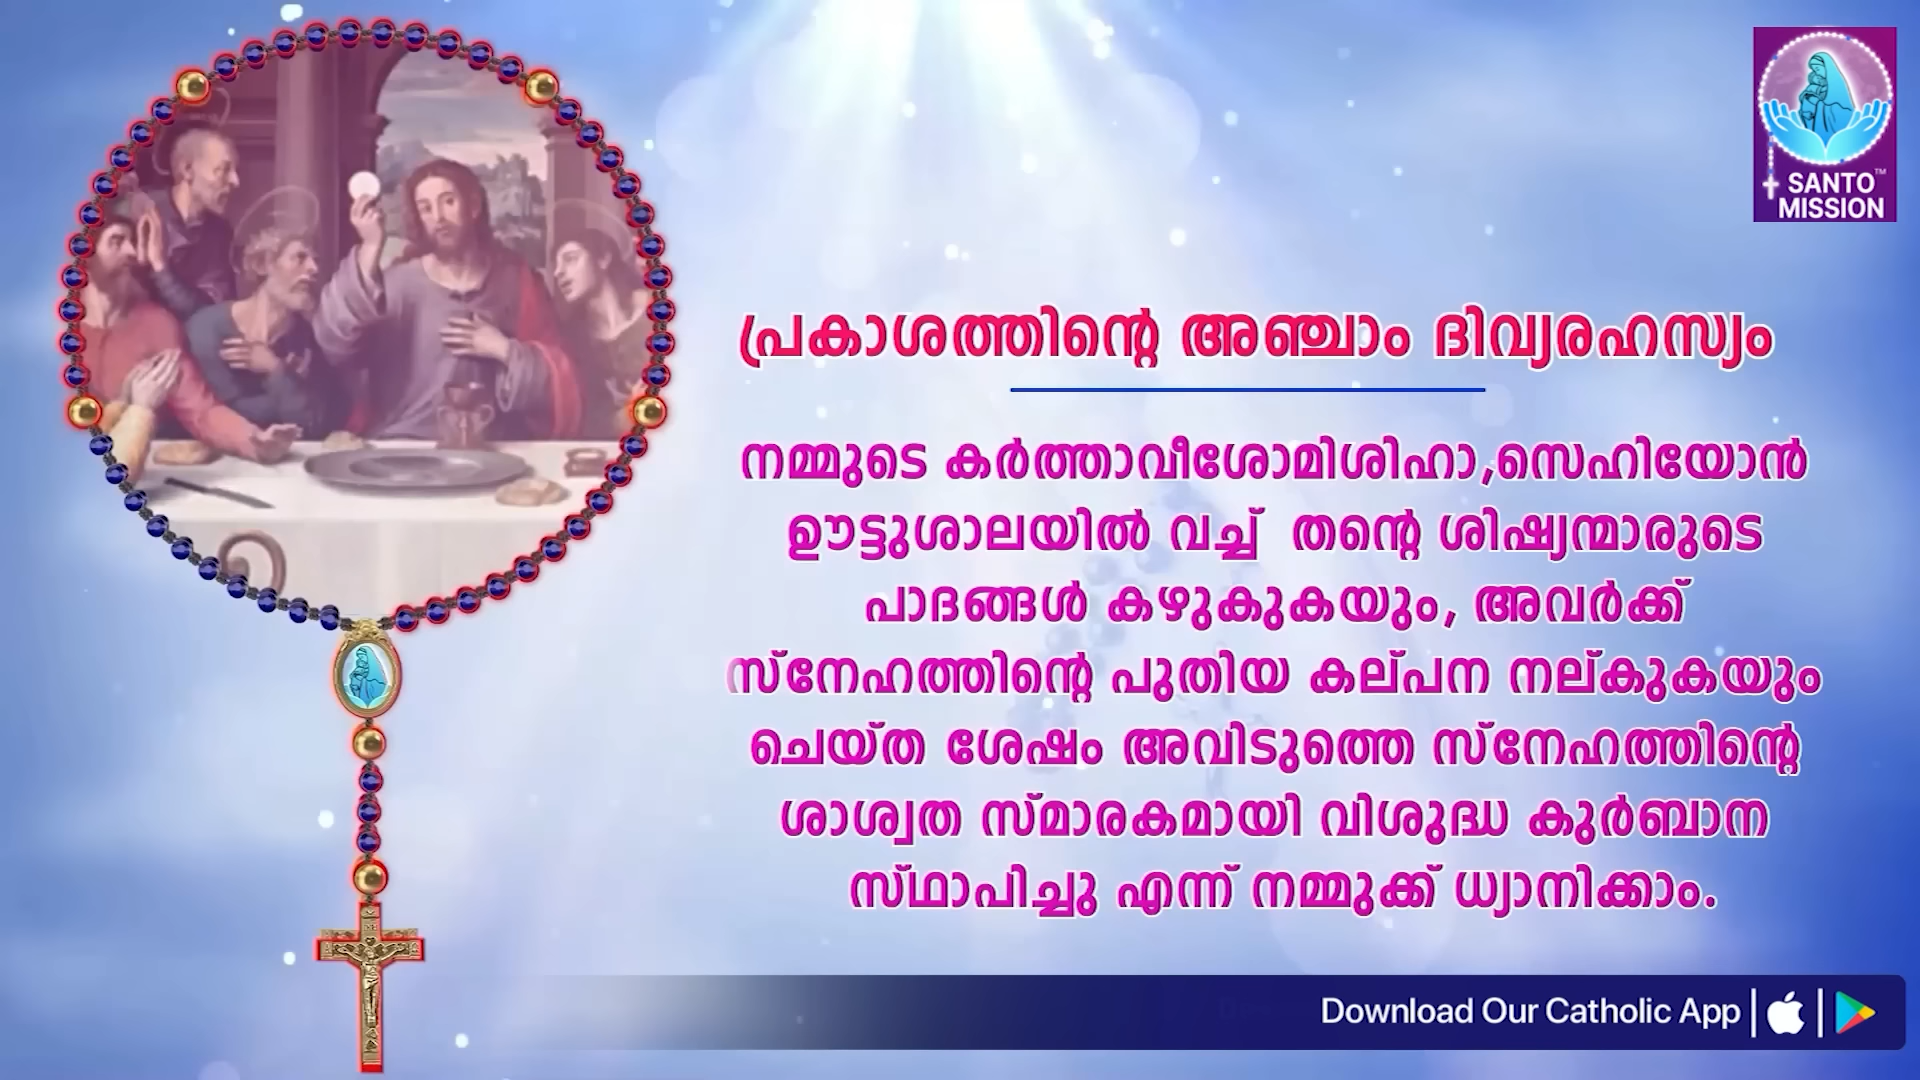 SANTO™
MISSION
പ്രകാശത്തിന്റെ അഞ്ചാം ദിവ്യരഹസ്യം
നമ്മുടെ കർത്താവീശോമിശിഹാ,സെഹിയോൻ
ഊട്ടുശാലയിൽ വച്ച് തന്റെ ശിഷ്യന്മാരുടെ
പാദങ്ങൾ കഴുകുകയും, അവർക്ക്
സ്നേഹത്തിന്റെ പുതിയ കല്പന നല്കുകയും
ചെയ്ത ശേഷം അവിടുത്തെ സ്നേഹത്തിന്റെ
ശാശ്വത സ്മാരകമായി വിശുദ്ധ കുർബാന
സ്ഥാപിച്ചു എന്ന് നമ്മുക്ക് ധ്യാനിക്കാം.
Download Our Catholic App